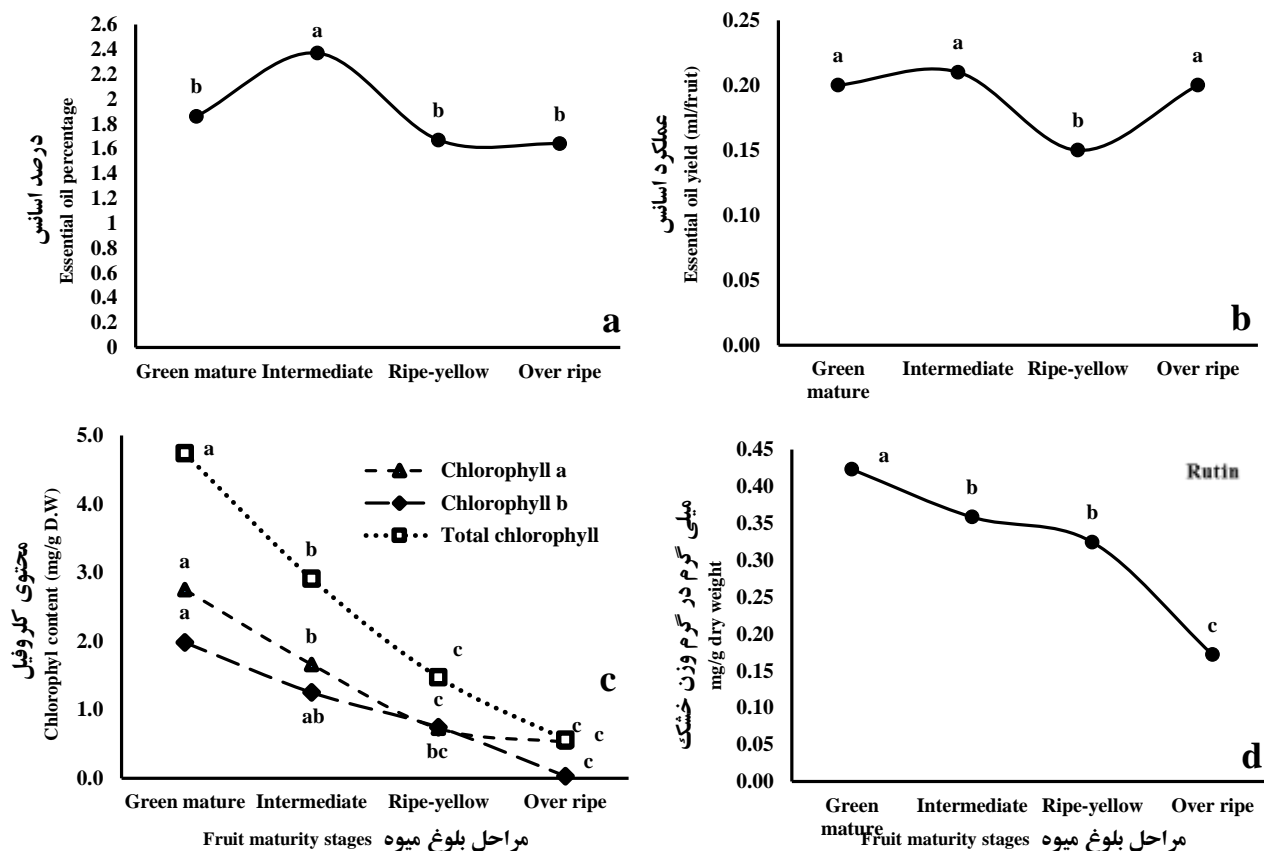 درصد اسانس
Essential oil percentage
2.6
2.4
2.2
2
1.8
1.6
1.4
1.2
1
0.8
0.6
0.4
0.2
0
b
a
b
b
a
Green mature Intermediate Ripe-yellow Over ripe
عملکرد اسانس
Essential oil yield (ml/fruit)
0.25
0.20
0.15
0.10
0.05
0.00
a
a
b
a
b
Green mature
Intermediate
Ripe-yellow
Over ripe
محتوی کلروفیل
Chlorophyl content (mg/g D.W)
5.0
4.0
3.0
2.0
1.0
0.0
Chlorophyll a
Chlorophyll b
Total chlorophyll
a
b
c
c
a
b
c
c
a
ab
bc
c
c
Green mature Intermediate Ripe-yellow Over ripe
Fruit maturity stages مراحل بلوغ میوه
میلی گرم در گرم وزن خشک
mg/g dry weight
0.45
0.40
0.35
0.30
0.25
0.20
0.15
0.10
0.05
0.00
Rutin
a
b
b
c
d
Green mature
Intermediate
Ripe-yellow
Over ripe
Fruit maturity stages مراحل بلوغ میوه